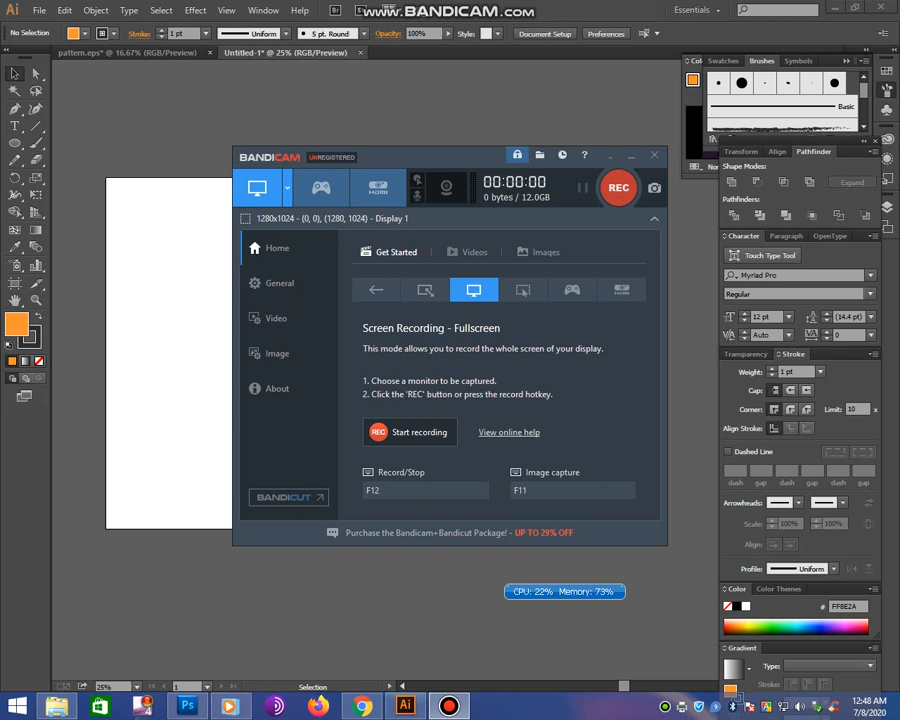 Ai File Edit Object Type Select Effect View Window Help Br www.BANDICAM.com Essentials
No Selection Stroke: 1 pt Uniform 5 pt. Round Opacity: 100% Style: Document Setup Preferences
pattern.eps* @ 16.67% (RGB/Preview) × Untitled-1* @ 25% (RGB/Preview) ×
Swatches Brushes Symbols
Basic
BANDICAM UNREGISTERED
00:00:00
0 bytes / 12.0GB
HDMI
REC
1280x1024 - (0, 0), (1280, 1024) - Display 1
Home
General
Video
Image
About
BANDICUT
Get Started Videos Images
Screen Recording - Fullscreen
This mode allows you to record the whole screen of your display.
1. Choose a monitor to be captured.
2. Click the 'REC' button or press the record hotkey.
REC Start recording View online help
Record/Stop Image capture
F12 F11
Purchase the Bandicam+Bandicut Package! - UP TO 29% OFF
CPU: 22% Memory: 73%
Transform Align Pathfinder
Shape Modes:
Expand
Pathfinders:
Character Paragraph OpenType
Touch Type Tool
Myriad Pro
Regular
12 pt (14.4 pt)
Auto 0
Transparency Stroke
Weight: 1 pt
Cap:
Corner: Limit: 10 x
Align Stroke:
Dashed Line
dash gap dash gap dash gap
Arrowheads:
Scale: 100% 100%
Align:
Profile: Uniform
Color Color Themes
# FF8E2A
Gradient
Type:
Stroke:
25% 1 Selection
Ps Ai
12:48 AM
7/8/2020